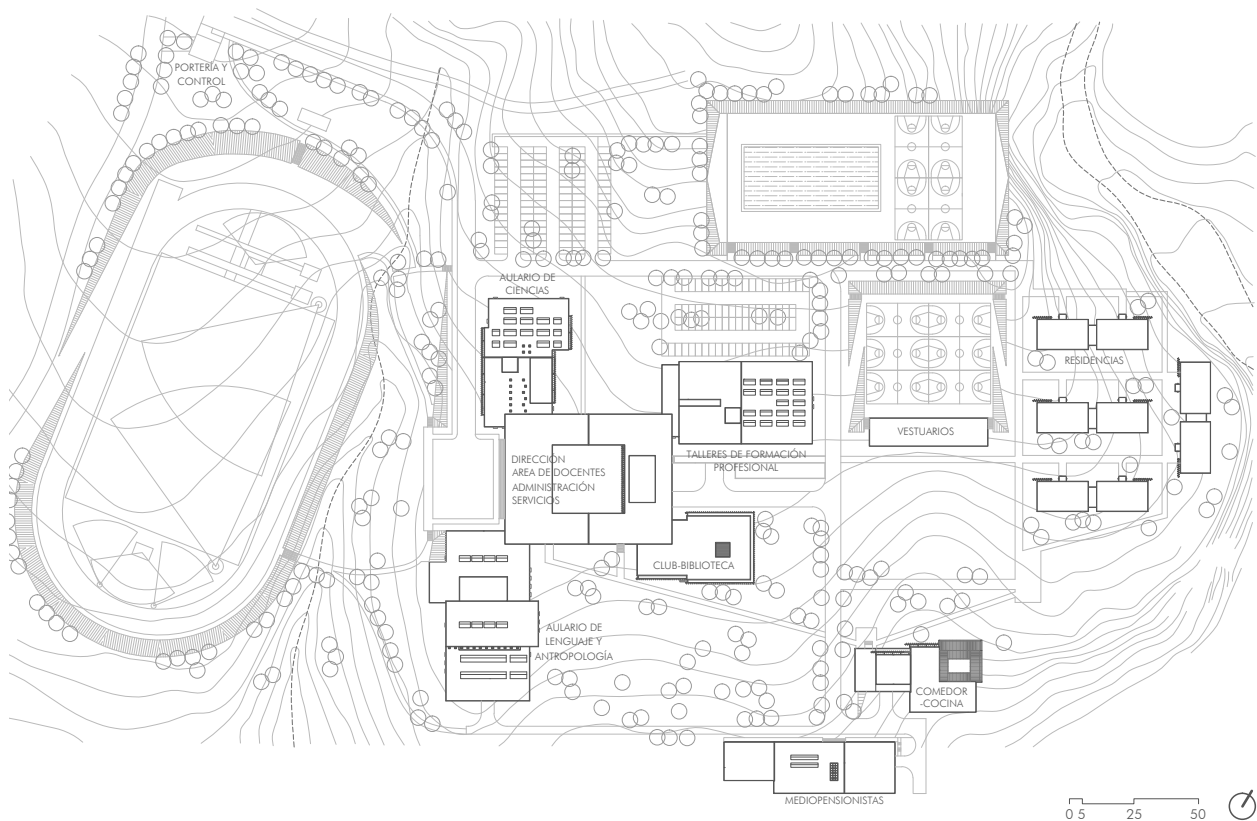 PORTERÍA Y
CONTROL
AULARIO DE
CIENCIAS
RESIDENCIAS
VESTUARIOS
TALLERES DE FORMACIÓN
PROFESIONAL
DIRECCIÓN
AREA DE DOCENTES
ADMINISTRACIÓN
SERVICIOS
CLUB-BIBLIOTECA
AULARIO DE
LENGUAJE Y
ANTROPOLOGÍA
COMEDOR
-COCINA
MEDIOPENSIONISTAS
0 5 25 50